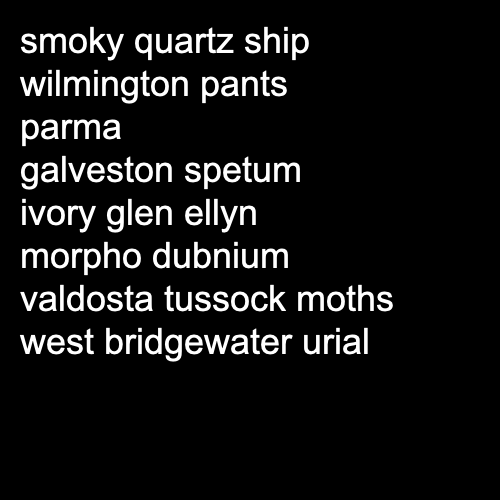 smoky quartz ship
wilmington pants
parma
galveston spetum
ivory glen ellyn
morpho dubnium
valdosta tussock moths
west bridgewater urial